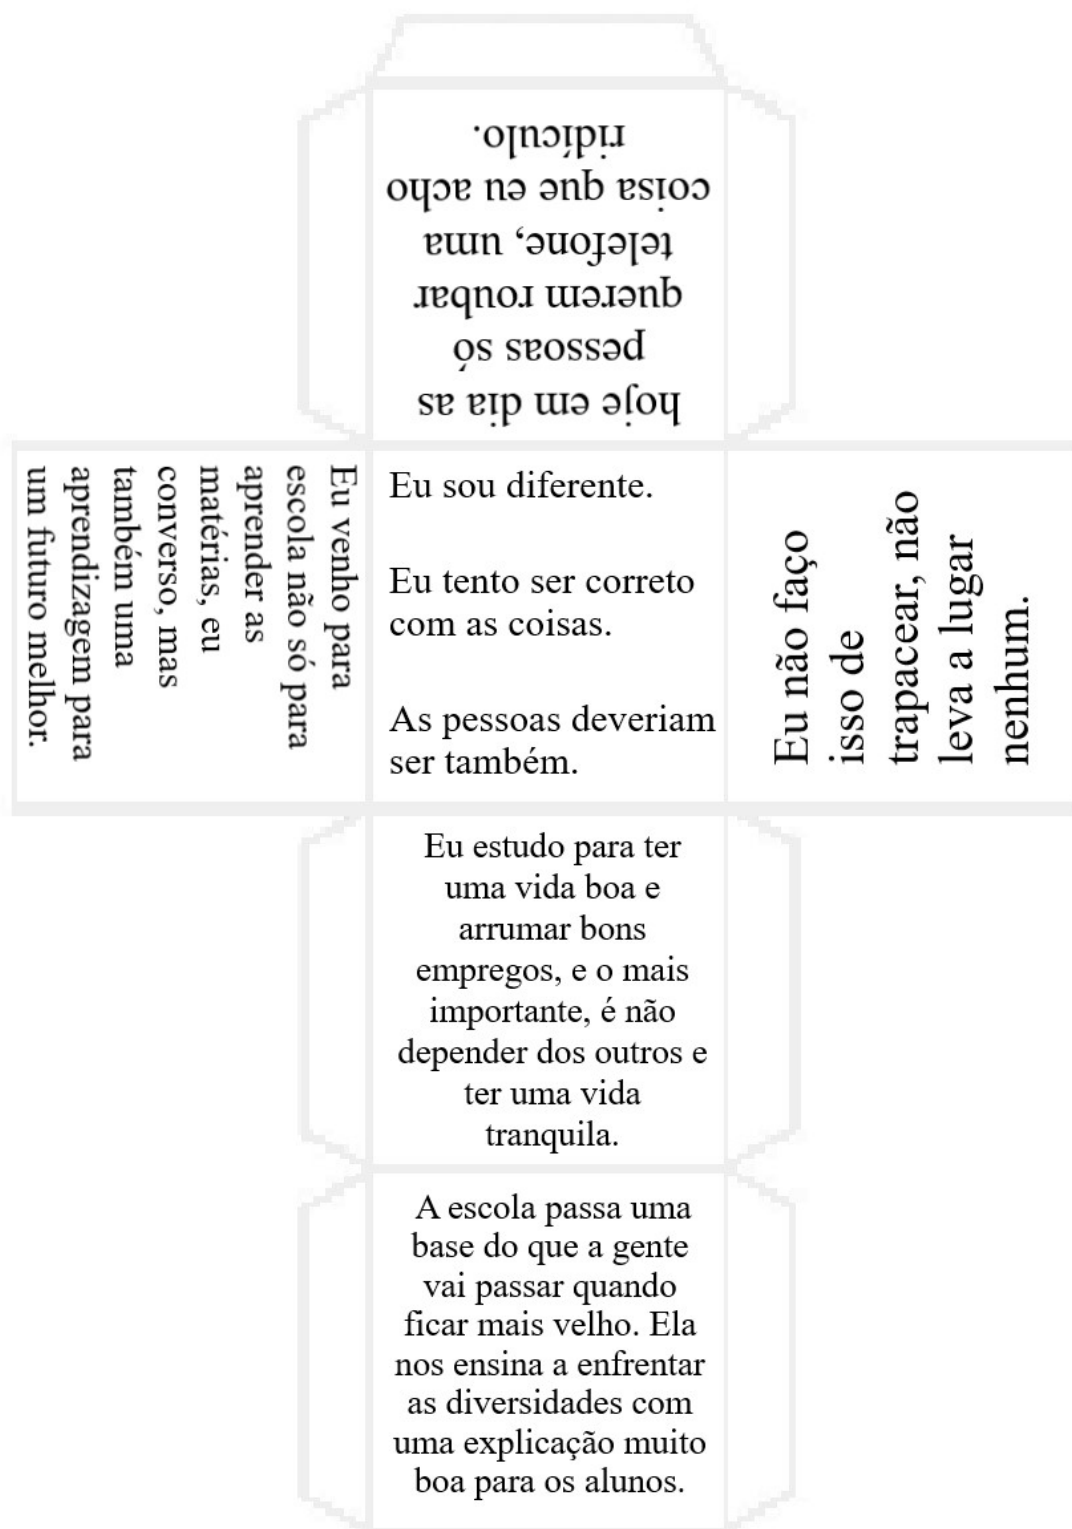 hoje em dia as
pessoas só
querem roubar
telefone, uma
coisa que eu acho
ridículo.
Eu venho para
escola não só para
aprender as
matérias, eu
converso, mas
também uma
aprendizagem para
um futuro melhor.
Eu sou diferente.
Eu tento ser correto
com as coisas.
As pessoas deveriam
ser também.
Eu não faço
isso de
trapacear, não
leva a lugar
nenhum.
Eu estudo para ter
uma vida boa e
arrumar bons
empregos, e o mais
importante, é não
depender dos outros e
ter uma vida
tranquila.
A escola passa uma
base do que a gente
vai passar quando
ficar mais velho. Ela
nos ensina a enfrentar
as diversidades com
uma explicação muito
boa para os alunos.